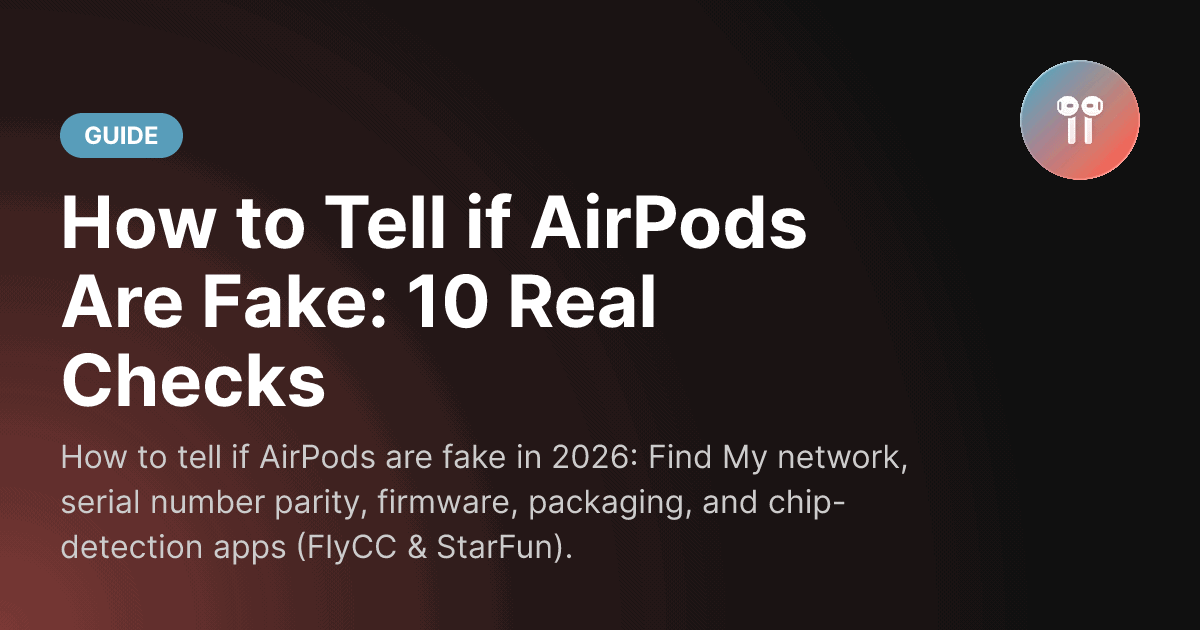 GUIDE
How to Tell if AirPods
Are Fake: 10 Real
Checks
How to tell if AirPods are fake in 2026: Find My network,
serial number parity, firmware, packaging, and chip-
detection apps (FlyCC & StarFun).